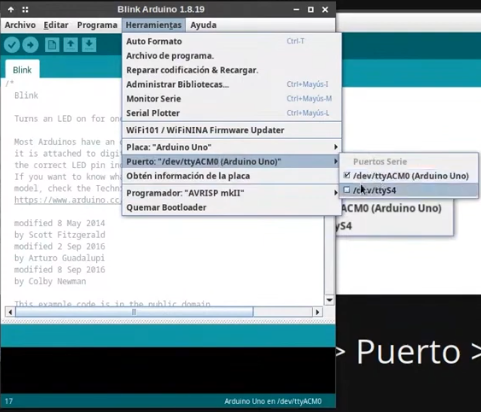 Blink Arduino 1.8.19
Archivo Editar Programa Herramientas Ayuda
Blink
Auto Formato Ctrl-T
Archivo de programa.
Reparar codificación & Recargar.
Administrar Bibliotecas... Ctrl+Mayús-I
Monitor Serie Ctrl+Mayús-M
Serial Plotter Ctrl+Mayús-L
WiFi101 / WiFiNINA Firmware Updater
Placa: "Arduino Uno"
Puerto: "/dev/ttyACM0 (Arduino Uno)"
Obtén información de la placa
Programador: "AVRISP mkII"
Quemar Bootloader
Puertos Serie
/dev/ttyACM0 (Arduino Uno)
/dev/ttyS4
ACM0 (Arduino Uno)
yS4
/*
Blink
Turns an LED on for one
Most Arduinos have an
it is attached to digit
the correct LED pin in
If you want to know wha
model, check the Techn
https://www.arduino.cc/
modified 8 May 2014
by Scott Fitzgerald
modified 2 Sep 2016
by Arturo Guadalupi
modified 8 Sep 2016
by Colby Newman
This example code is in the public domain
17 Arduino Uno en /dev/ttyACM0
> Puerto >